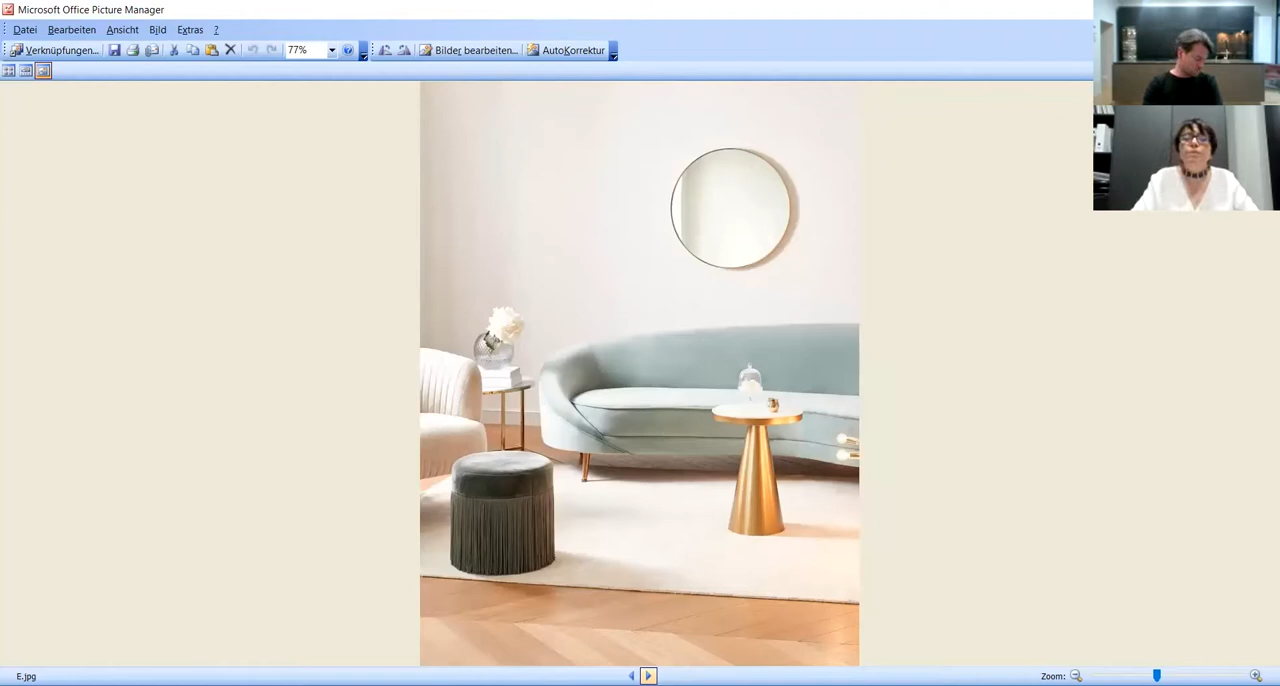 Microsoft Office Picture Manager
Datei Bearbeiten Ansicht Bild Extras ?
Verknüpfungen... 77% Bilder bearbeiten... AutoKorrektur
E.jpg Zoom: